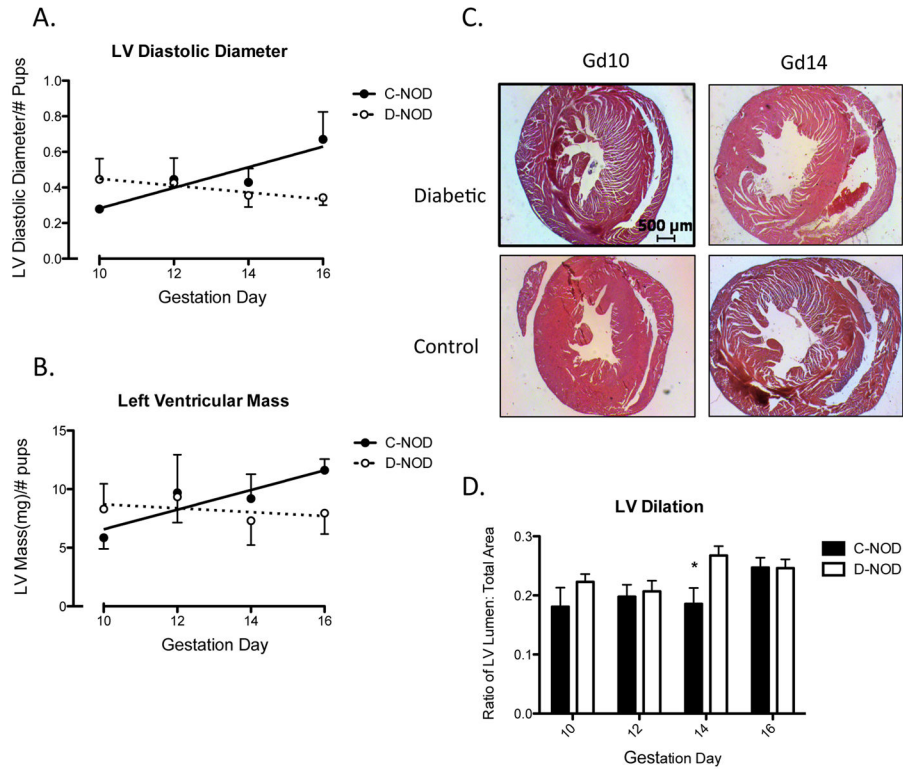 A.
LV Diastolic Diameter
LV Diastolic Diameter/# Pups
1.0
0.8
0.6
0.4
0.2
0.0
10 12 14 16
Gestation Day
C-NOD
D-NOD
B.
Left Ventricular Mass
LV Mass(mg)/# pups
15
10
5
0
10 12 14 16
Gestation Day
C-NOD
D-NOD
C.
Gd10 Gd14
Diabetic
500 µm
Control
D.
LV Dilation
Ratio of LV Lumen: Total Area
0.3
0.2
0.1
0.0
*
10 12 14 16
Gestation Day
C-NOD
D-NOD